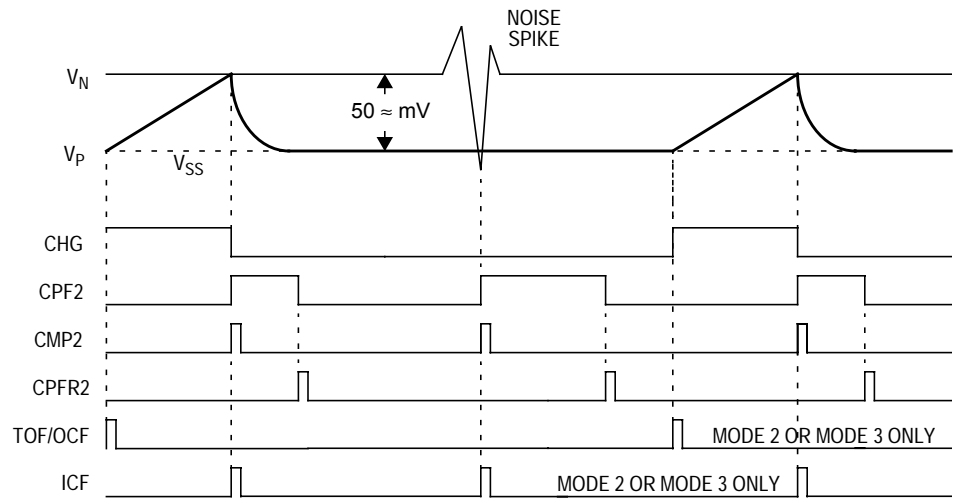 NOISE
SPIKE
V_N
50 ≈ mV
V_P
V_SS
CHG
CPF2
CMP2
CPFR2
TOF/OCF
MODE 2 OR MODE 3 ONLY
ICF
MODE 2 OR MODE 3 ONLY